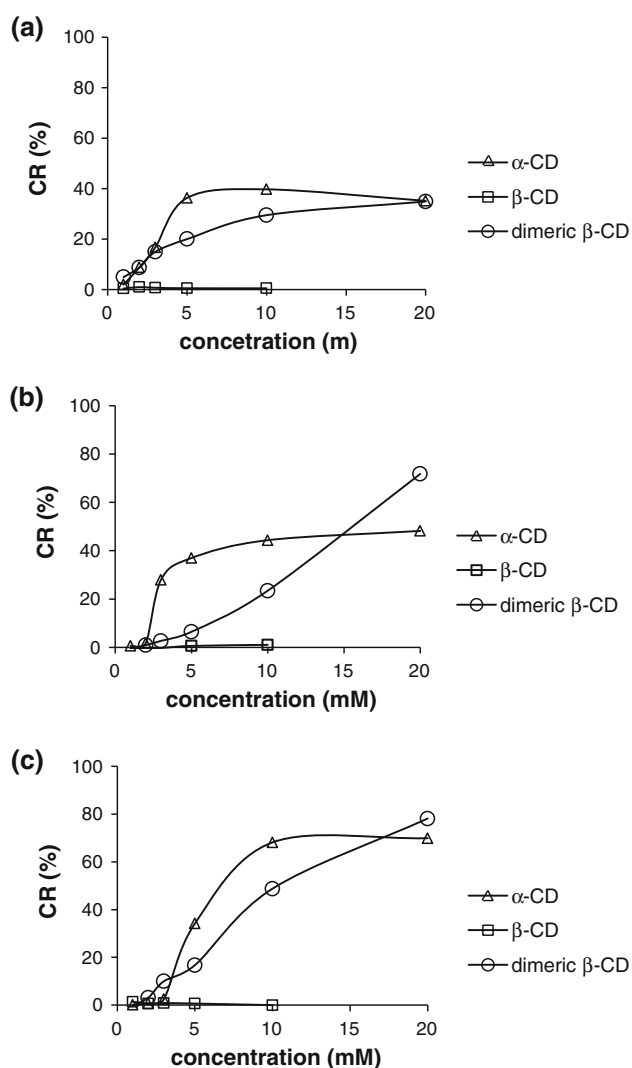 (a)
100
80
60
40
20
0
CR (%)
0 5 10 15 20
concetration (m)
α-CD
β-CD
dimeric β-CD
(b)
100
80
60
40
20
0
CR (%)
0 5 10 15 20
concentration (mM)
α-CD
β-CD
dimeric β-CD
(c)
100
80
60
40
20
0
CR (%)
0 5 10 15 20
concentration (mM)
α-CD
β-CD
dimeric β-CD